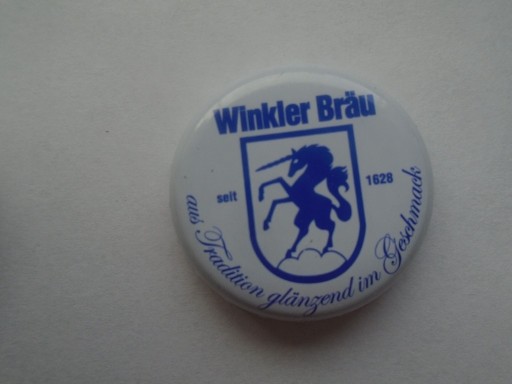 Winkler Bräu
seit 1628
aus Tradition glänzend im Geschmack